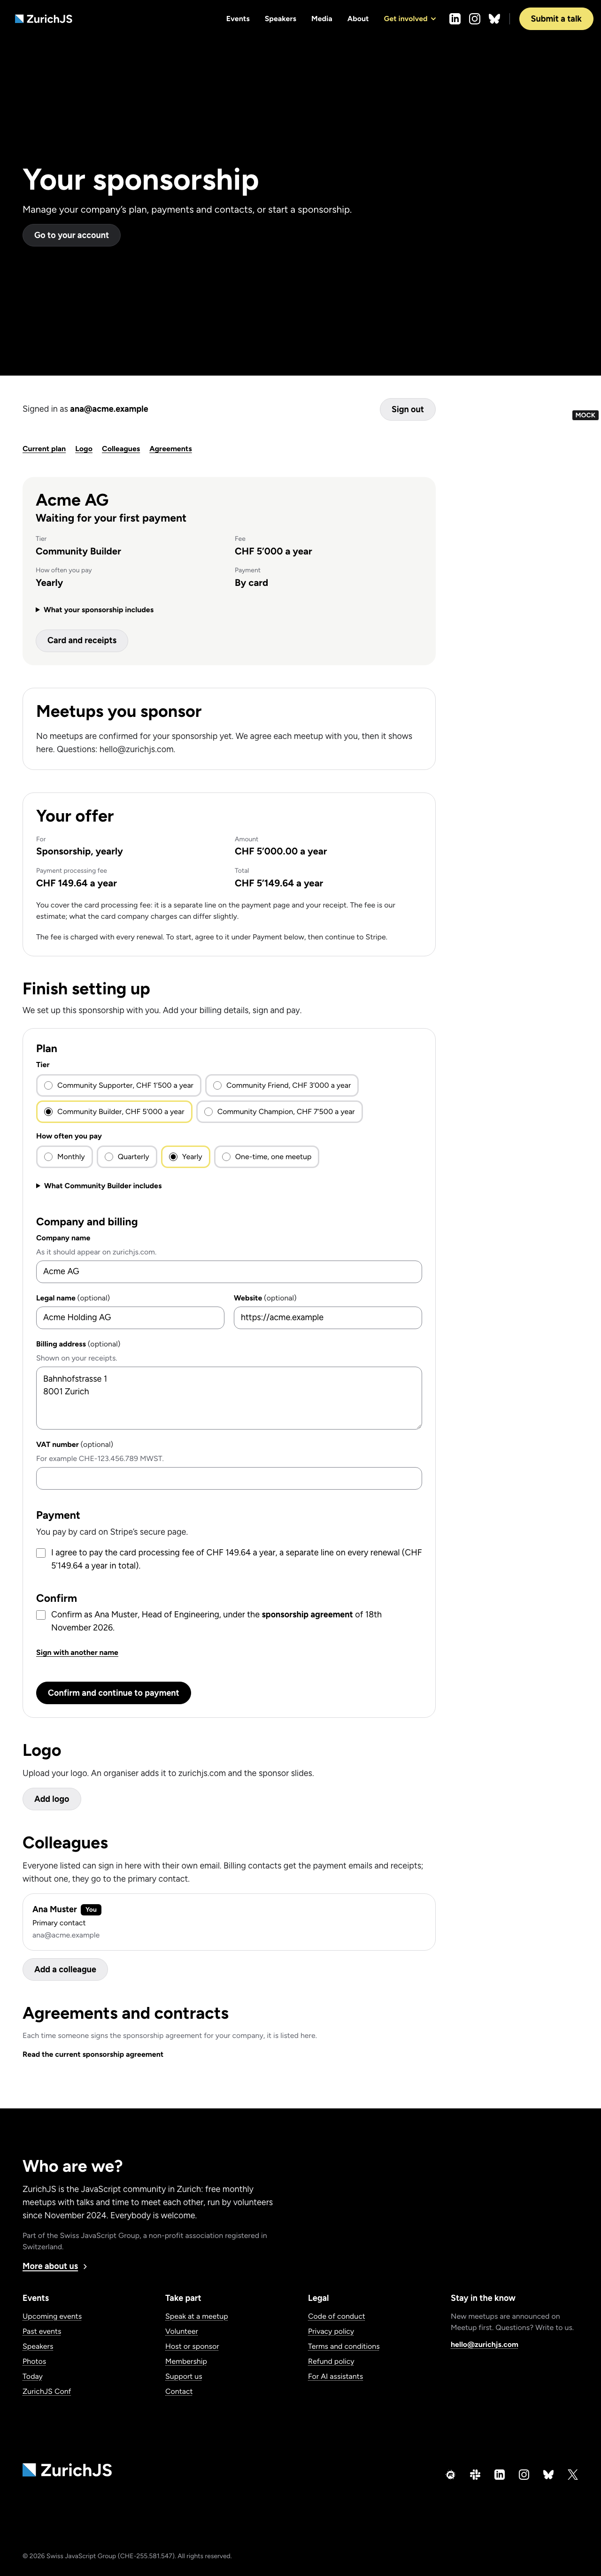 ZurichJS
Events
Speakers
Media
About
Get involved
Submit a talk
Your sponsorship
Manage your company’s plan, payments and contacts, or start a sponsorship.
Go to your account
Signed in as ana@acme.example
Sign out
MOCK
Current plan
Logo
Colleagues
Agreements
Acme AG
Waiting for your first payment
Tier
Community Builder
Fee
CHF 5’000 a year
How often you pay
Yearly
Payment
By card
What your sponsorship includes
Card and receipts
Meetups you sponsor
No meetups are confirmed for your sponsorship yet. We agree each meetup with you, then it shows
here. Questions: hello@zurichjs.com.
Your offer
For
Sponsorship, yearly
Amount
CHF 5’000.00 a year
Payment processing fee
CHF 149.64 a year
Total
CHF 5’149.64 a year
You cover the card processing fee: it is a separate line on the payment page and your receipt. The fee is our
estimate; what the card company charges can differ slightly.
The fee is charged with every renewal. To start, agree to it under Payment below, then continue to Stripe.
Finish setting up
We set up this sponsorship with you. Add your billing details, sign and pay.
Plan
Tier
Community Supporter, CHF 1’500 a year
Community Friend, CHF 3’000 a year
Community Builder, CHF 5’000 a year
Community Champion, CHF 7’500 a year
How often you pay
Monthly
Quarterly
Yearly
One-time, one meetup
What Community Builder includes
Company and billing
Company name
As it should appear on zurichjs.com.
Acme AG
Legal name (optional)
Website (optional)
Acme Holding AG
https://acme.example
Billing address (optional)
Shown on your receipts.
Bahnhofstrasse 1
8001 Zurich
VAT number (optional)
For example CHE-123.456.789 MWST.
Payment
You pay by card on Stripe’s secure page.
I agree to pay the card processing fee of CHF 149.64 a year, a separate line on every renewal (CHF
5’149.64 a year in total).
Confirm
Confirm as Ana Muster, Head of Engineering, under the sponsorship agreement of 18th
November 2026.
Sign with another name
Confirm and continue to payment
Logo
Upload your logo. An organiser adds it to zurichjs.com and the sponsor slides.
Add logo
Colleagues
Everyone listed can sign in here with their own email. Billing contacts get the payment emails and receipts;
without one, they go to the primary contact.
Ana Muster You
Primary contact
ana@acme.example
Add a colleague
Agreements and contracts
Each time someone signs the sponsorship agreement for your company, it is listed here.
Read the current sponsorship agreement
Who are we?
ZurichJS is the JavaScript community in Zurich: free monthly
meetups with talks and time to meet each other, run by volunteers
since November 2024. Everybody is welcome.
Part of the Swiss JavaScript Group, a non-profit association registered in
Switzerland.
More about us
Events
Upcoming events
Past events
Speakers
Photos
Today
ZurichJS Conf
Take part
Speak at a meetup
Volunteer
Host or sponsor
Membership
Support us
Contact
Legal
Code of conduct
Privacy policy
Terms and conditions
Refund policy
For AI assistants
Stay in the know
New meetups are announced on
Meetup first. Questions? Write to us.
hello@zurichjs.com
ZurichJS
© 2026 Swiss JavaScript Group (CHE-255.581.547). All rights reserved.